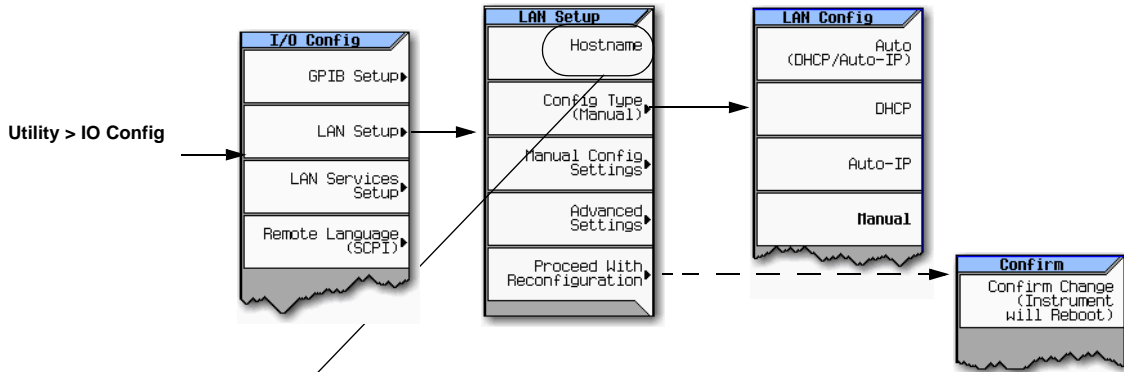 Utility > IO Config
I/O Config
GPIB Setup
LAN Setup
LAN Services
Setup
Remote Language
(SCPI)
LAN Setup
Hostname
Config Type
(Manual)
Manual Config
Settings
Advanced
Settings
Proceed With
Reconfiguration
LAN Config
Auto
(DHCP/Auto-IP)
DHCP
Auto-IP
Manual
Confirm
Confirm Change
(Instrument
will Reboot)